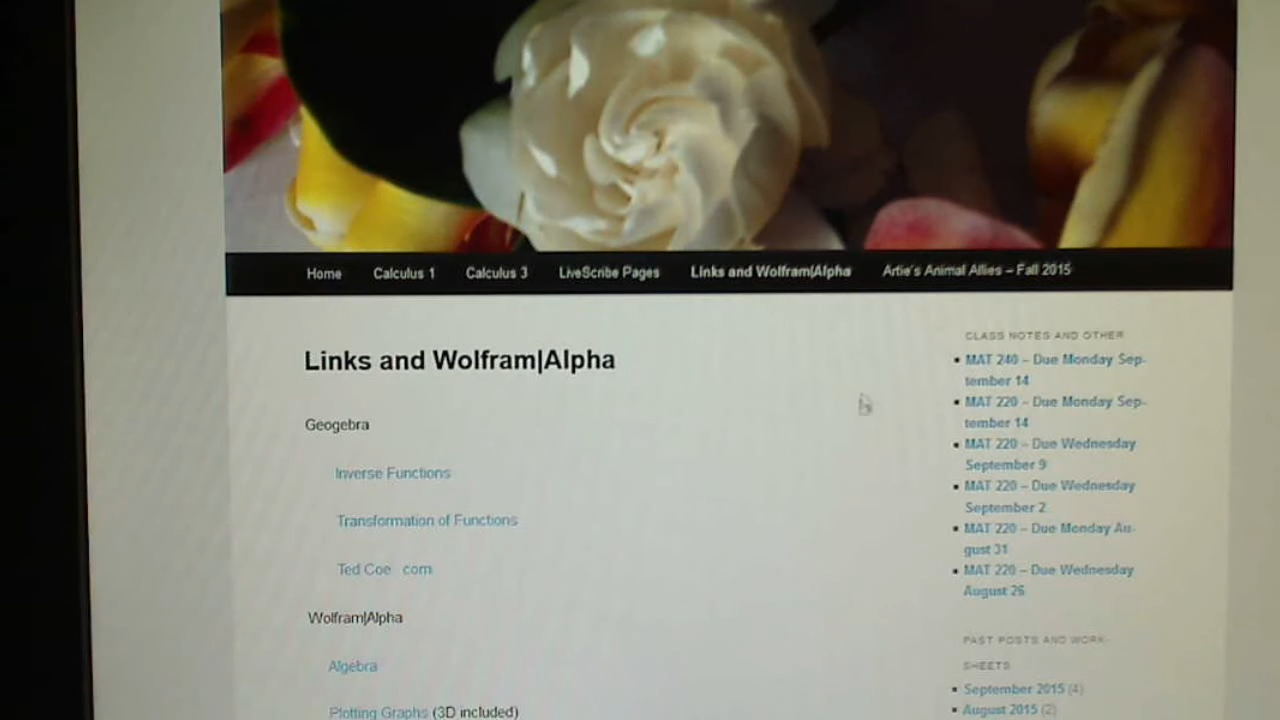 Home Calculus 1 Calculus 3 LiveScribe Pages Links and Wolfram|Alpha Artie's Animal Allies – Fall 2015
Links and Wolfram|Alpha
Geogebra
Inverse Functions
Transformation of Functions
Ted Coe com
Wolfram|Alpha
Algebra
Plotting Graphs (3D included)
CLASS NOTES AND OTHER
MAT 240 – Due Monday Sep-
tember 14
MAT 220 – Due Monday Sep-
tember 14
MAT 220 – Due Wednesday
September 9
MAT 220 – Due Wednesday
September 2
MAT 220 – Due Monday Au-
gust 31
MAT 220 – Due Wednesday
August 26
PAST POSTS AND WORK-
SHEETS
September 2015 (4)
August 2015 (2)